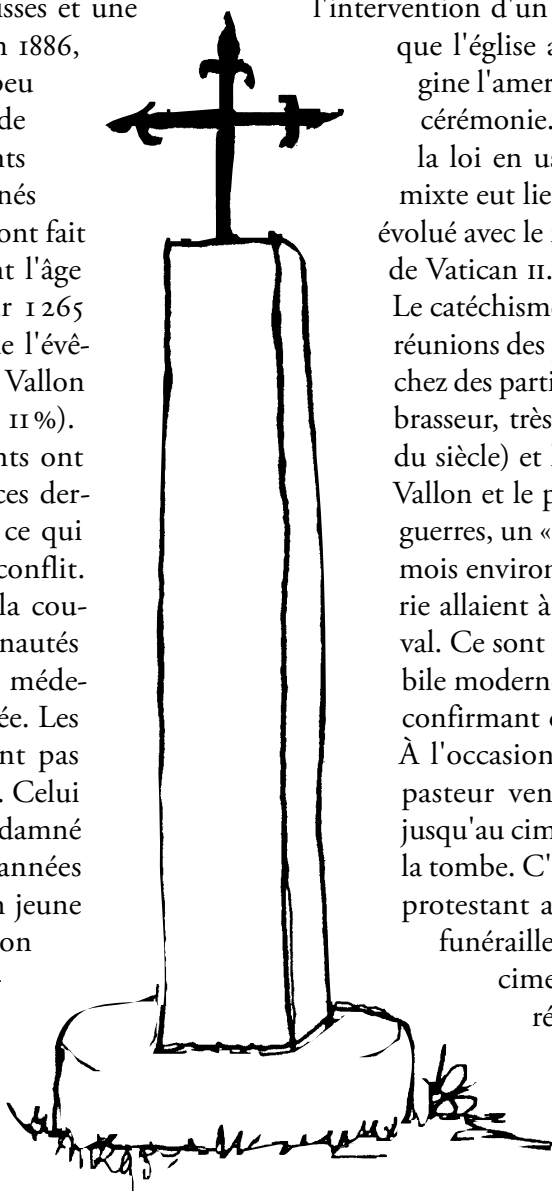 isses et une
n 1886,
peu
de
nts
nés
ont fait
nt l'âge
r 1265
e l'évê-
Vallon
11%).
nts ont
ces der-
ce qui
conflit.
la cou-
nautés
méde-
ée. Les
nt pas
. Celui
damné
années
n jeune
on
-
l'intervention d'un
que l'église a
gine l'amer
cérémonie.
la loi en us
mixte eut lie
évolué avec le
de Vatican II.
Le catéchisme
réunions des
chez des parti
brasseur, très
du siècle) et
Vallon et le p
guerres, un «
mois environ
rie allaient à
val. Ce sont
bile moderne
confirmant
À l'occasion
pasteur ven
jusqu'au cim
la tombe. C'
protestant a
funéraille
cime
ré